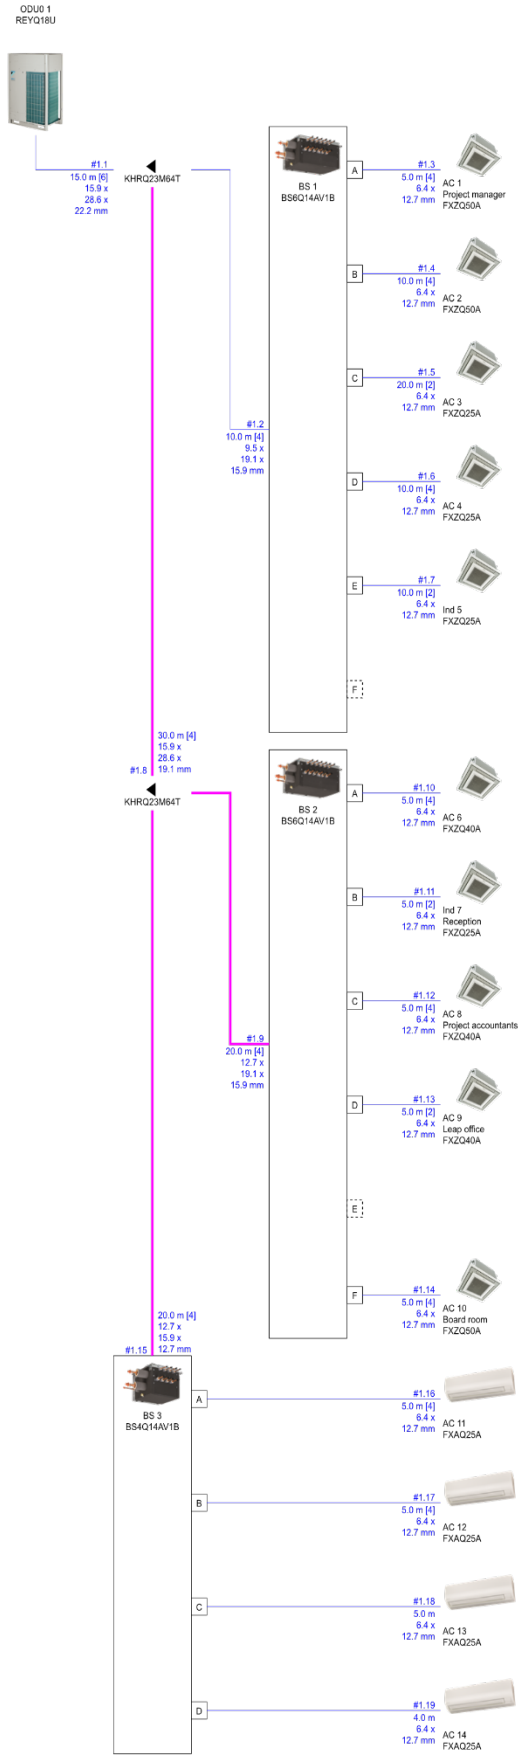 ODU0 1
REYQ18U
#1.1
15.0 m [6]
15.9 x
28.6 x
22.2 mm
KHRQ23M64T
#1.2
10.0 m [4]
9.5 x
19.1 x
15.9 mm
BS 1
BS6Q14AV1B
A
#1.3
5.0 m [4]
6.4 x
12.7 mm
AC 1
Project manager
FXZQ50A
B
#1.4
10.0 m [4]
6.4 x
12.7 mm
AC 2
FXZQ50A
C
#1.5
20.0 m [2]
6.4 x
12.7 mm
AC 3
FXZQ25A
D
#1.6
10.0 m [4]
6.4 x
12.7 mm
AC 4
FXZQ25A
E
#1.7
10.0 m [2]
6.4 x
12.7 mm
Ind 5
FXZQ25A
F
#1.8
30.0 m [4]
15.9 x
28.6 x
19.1 mm
KHRQ23M64T
#1.9
20.0 m [4]
12.7 x
19.1 x
15.9 mm
BS 2
BS6Q14AV1B
A
#1.10
5.0 m [4]
6.4 x
12.7 mm
AC 6
FXZQ40A
B
#1.11
5.0 m [2]
6.4 x
12.7 mm
Ind 7
Reception
FXZQ25A
C
#1.12
5.0 m [4]
6.4 x
12.7 mm
AC 8
Project accountants
FXZQ40A
D
#1.13
5.0 m [2]
6.4 x
12.7 mm
AC 9
Leap office
FXZQ40A
E
F
#1.14
5.0 m [4]
6.4 x
12.7 mm
AC 10
Board room
FXZQ50A
#1.15
20.0 m [4]
12.7 x
15.9 x
12.7 mm
BS 3
BS4Q14AV1B
A
#1.16
5.0 m [4]
6.4 x
12.7 mm
AC 11
FXAQ25A
B
#1.17
5.0 m [4]
6.4 x
12.7 mm
AC 12
FXAQ25A
C
#1.18
5.0 m
6.4 x
12.7 mm
AC 13
FXAQ25A
D
#1.19
4.0 m
6.4 x
12.7 mm
AC 14
FXAQ25A